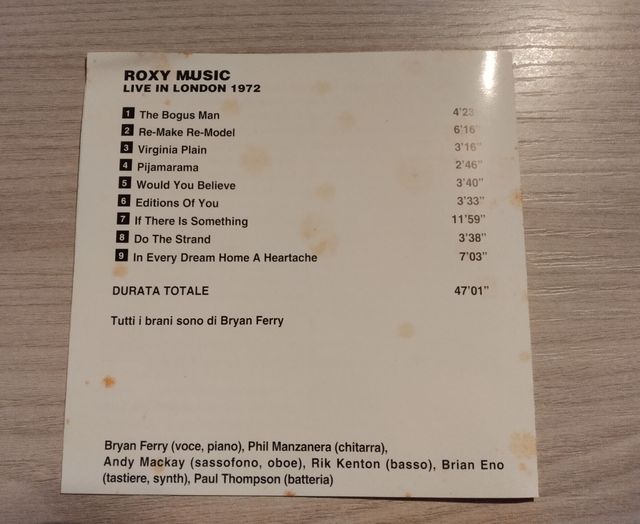 ROXY MUSIC
LIVE IN LONDON 1972
1 The Bogus Man 4'23
2 Re-Make Re-Model 6'16"
3 Virginia Plain 3'16"
4 Pijamarama 2'46"
5 Would You Believe 3'40"
6 Editions Of You 3'33"
7 If There Is Something 11'59"
8 Do The Strand 3'38"
9 In Every Dream Home A Heartache 7'03"
DURATA TOTALE 47'01"
Tutti i brani sono di Bryan Ferry
Bryan Ferry (voce, piano), Phil Manzanera (chitarra),
Andy Mackay (sassofono, oboe), Rik Kenton (basso), Brian Eno
(tastiere, synth), Paul Thompson (batteria)